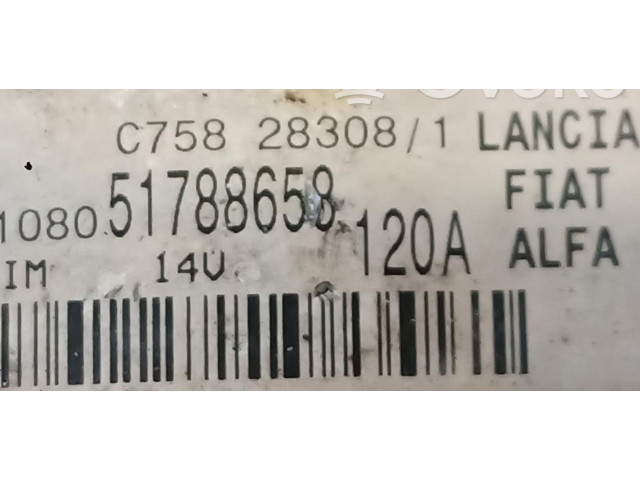 C758 28308/1 LANCIA
1080 51788658 FIAT
IM 14V 120A ALFA